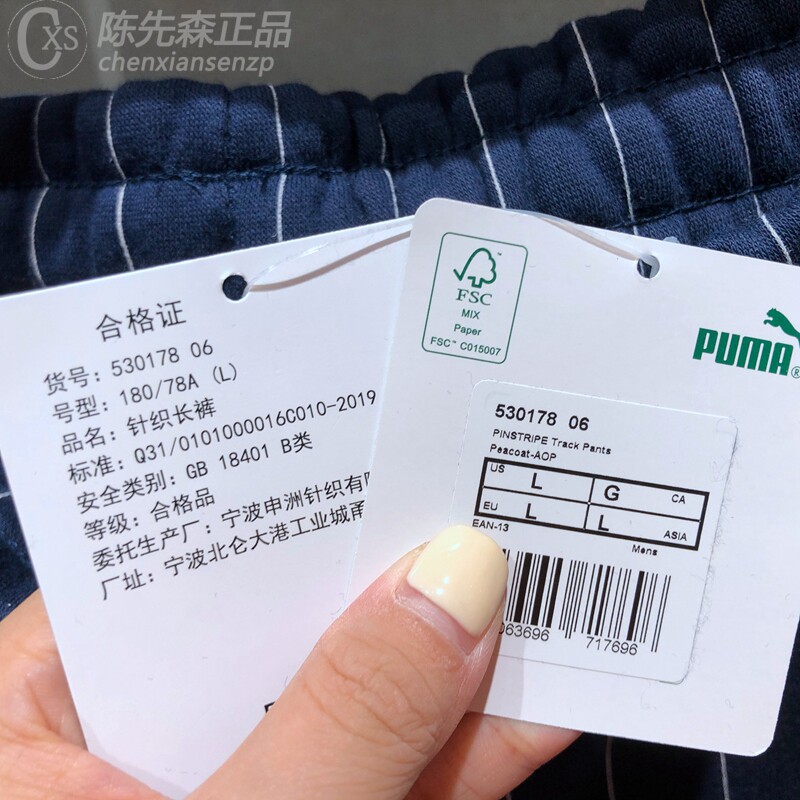 CXS 陈先森正品
chenxiansenzp
合格证
货号：530178 06
号型：180/78A (L)
品名：针织长裤
标准：Q31/0101000016C010-2019
安全类别：GB 18401 B类
等级：合格品
委托生产厂：宁波申洲针织有
厂址：宁波北仑大港工业城甬
FSC
MIX
Paper
FSC™ C015007
PUMA®
530178 06
PINSTRIPE Track Pants
Peacoat-AOP
US L G CA
EU L L ASIA
EAN-13
Mens
063696 717696